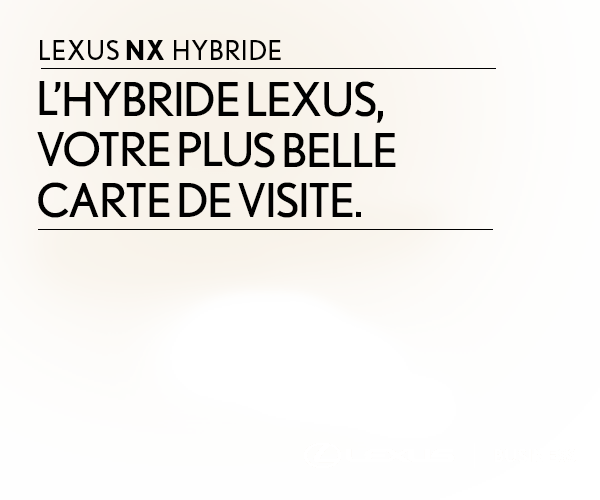 LEXUS NX HYBRIDE
L'HYBRIDE LEXUS,
VOTRE PLUS BELLE
CARTE DE VISITE.